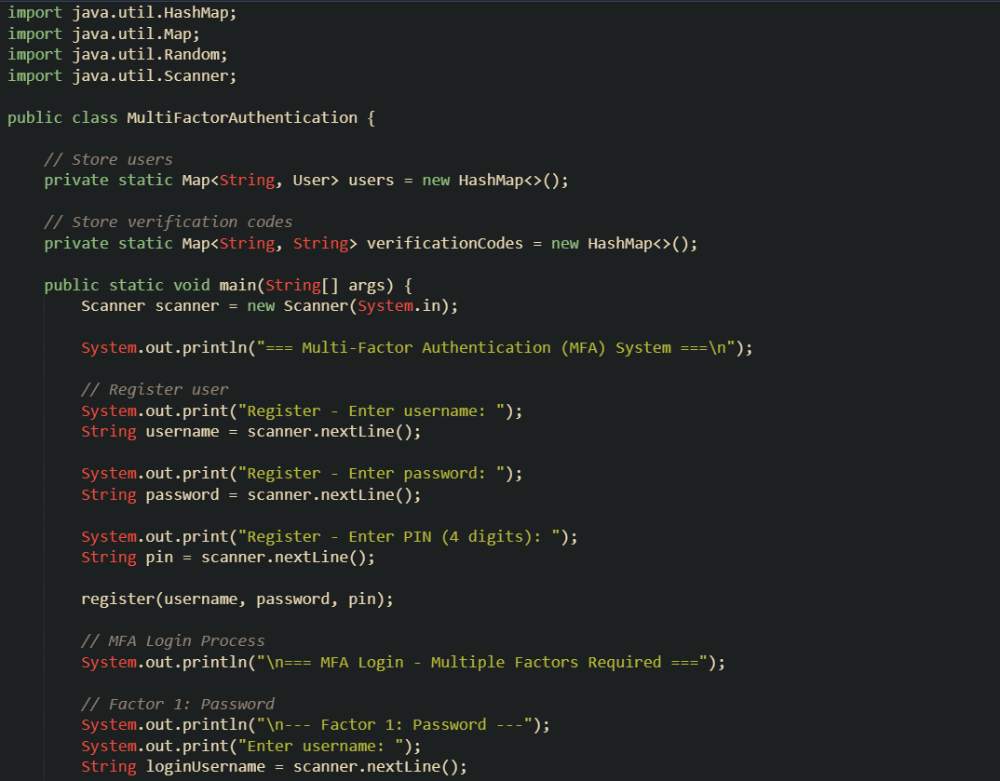 import java.util.HashMap;
import java.util.Map;
import java.util.Random;
import java.util.Scanner;

public class MultiFactorAuthentication {

    // Store users
    private static Map<String, User> users = new HashMap<>();

    // Store verification codes
    private static Map<String, String> verificationCodes = new HashMap<>();

    public static void main(String[] args) {
        Scanner scanner = new Scanner(System.in);

        System.out.println("=== Multi-Factor Authentication (MFA) System ===\n");

        // Register user
        System.out.print("Register - Enter username: ");
        String username = scanner.nextLine();

        System.out.print("Register - Enter password: ");
        String password = scanner.nextLine();

        System.out.print("Register - Enter PIN (4 digits): ");
        String pin = scanner.nextLine();

        register(username, password, pin);

        // MFA Login Process
        System.out.println("\n=== MFA Login - Multiple Factors Required ===");

        // Factor 1: Password
        System.out.println("\n--- Factor 1: Password ---");
        System.out.print("Enter username: ");
        String loginUsername = scanner.nextLine();